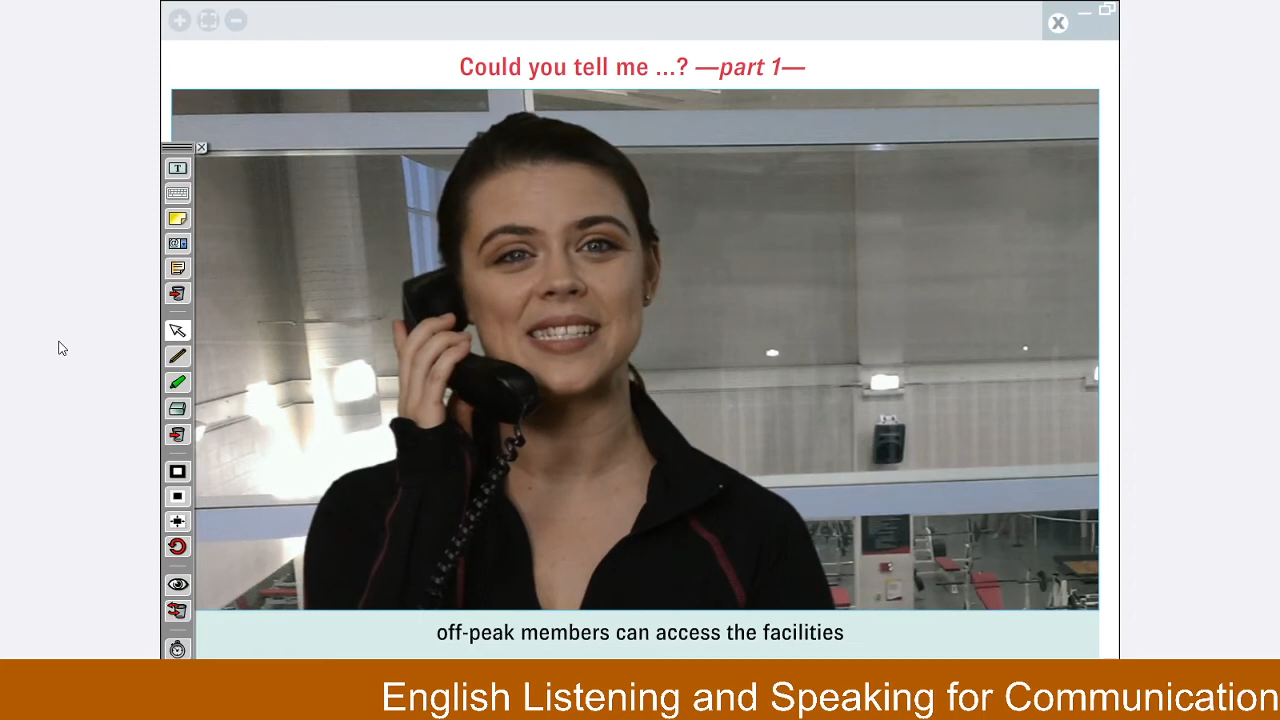 Could you tell me ...? —part 1—
off-peak members can access the facilities
English Listening and Speaking for Communication